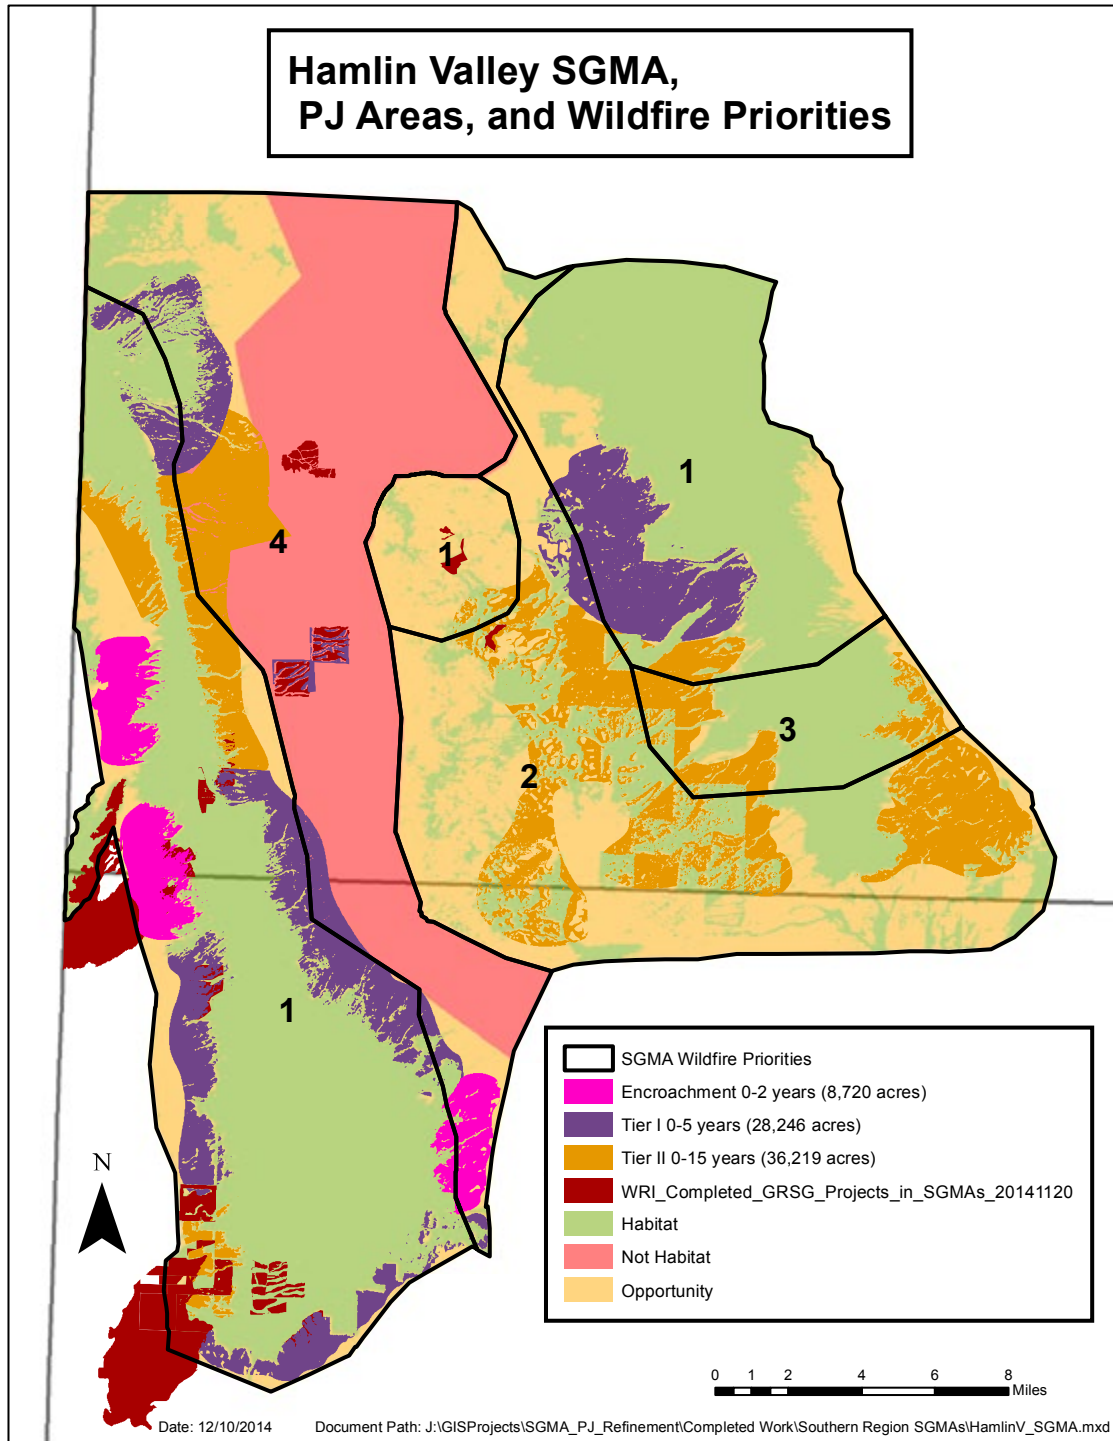 Hamlin Valley SGMA,
PJ Areas, and Wildfire Priorities
1
4
1
3
2
1
SGMA Wildfire Priorities
Encroachment 0-2 years (8,720 acres)
Tier I 0-5 years (28,246 acres)
Tier II 0-15 years (36,219 acres)
WRI_Completed_GRSG_Projects_in_SGMAs_20141120
Habitat
Not Habitat
Opportunity
N
0 1 2 4 6 8
Miles
Date: 12/10/2014 Document Path: J:\GISProjects\SGMA_PJ_Refinement\Completed Work\Southern Region SGMAs\HamlinV_SGMA.mxd